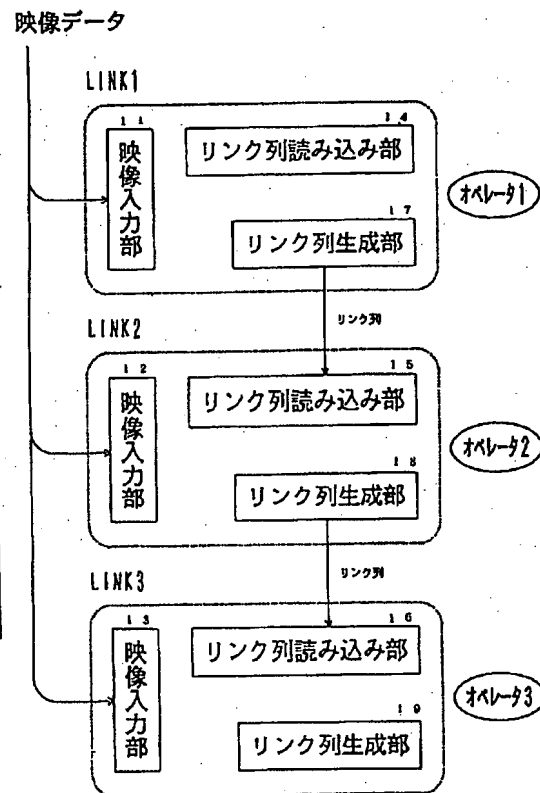 映像データ
LINK1
11
映像入力部
14
リンク列読み込み部
17
リンク列生成部
オペレータ1
リンク列
LINK2
12
映像入力部
15
リンク列読み込み部
18
リンク列生成部
オペレータ2
リンク列
LINK3
13
映像入力部
16
リンク列読み込み部
19
リンク列生成部
オペレータ3